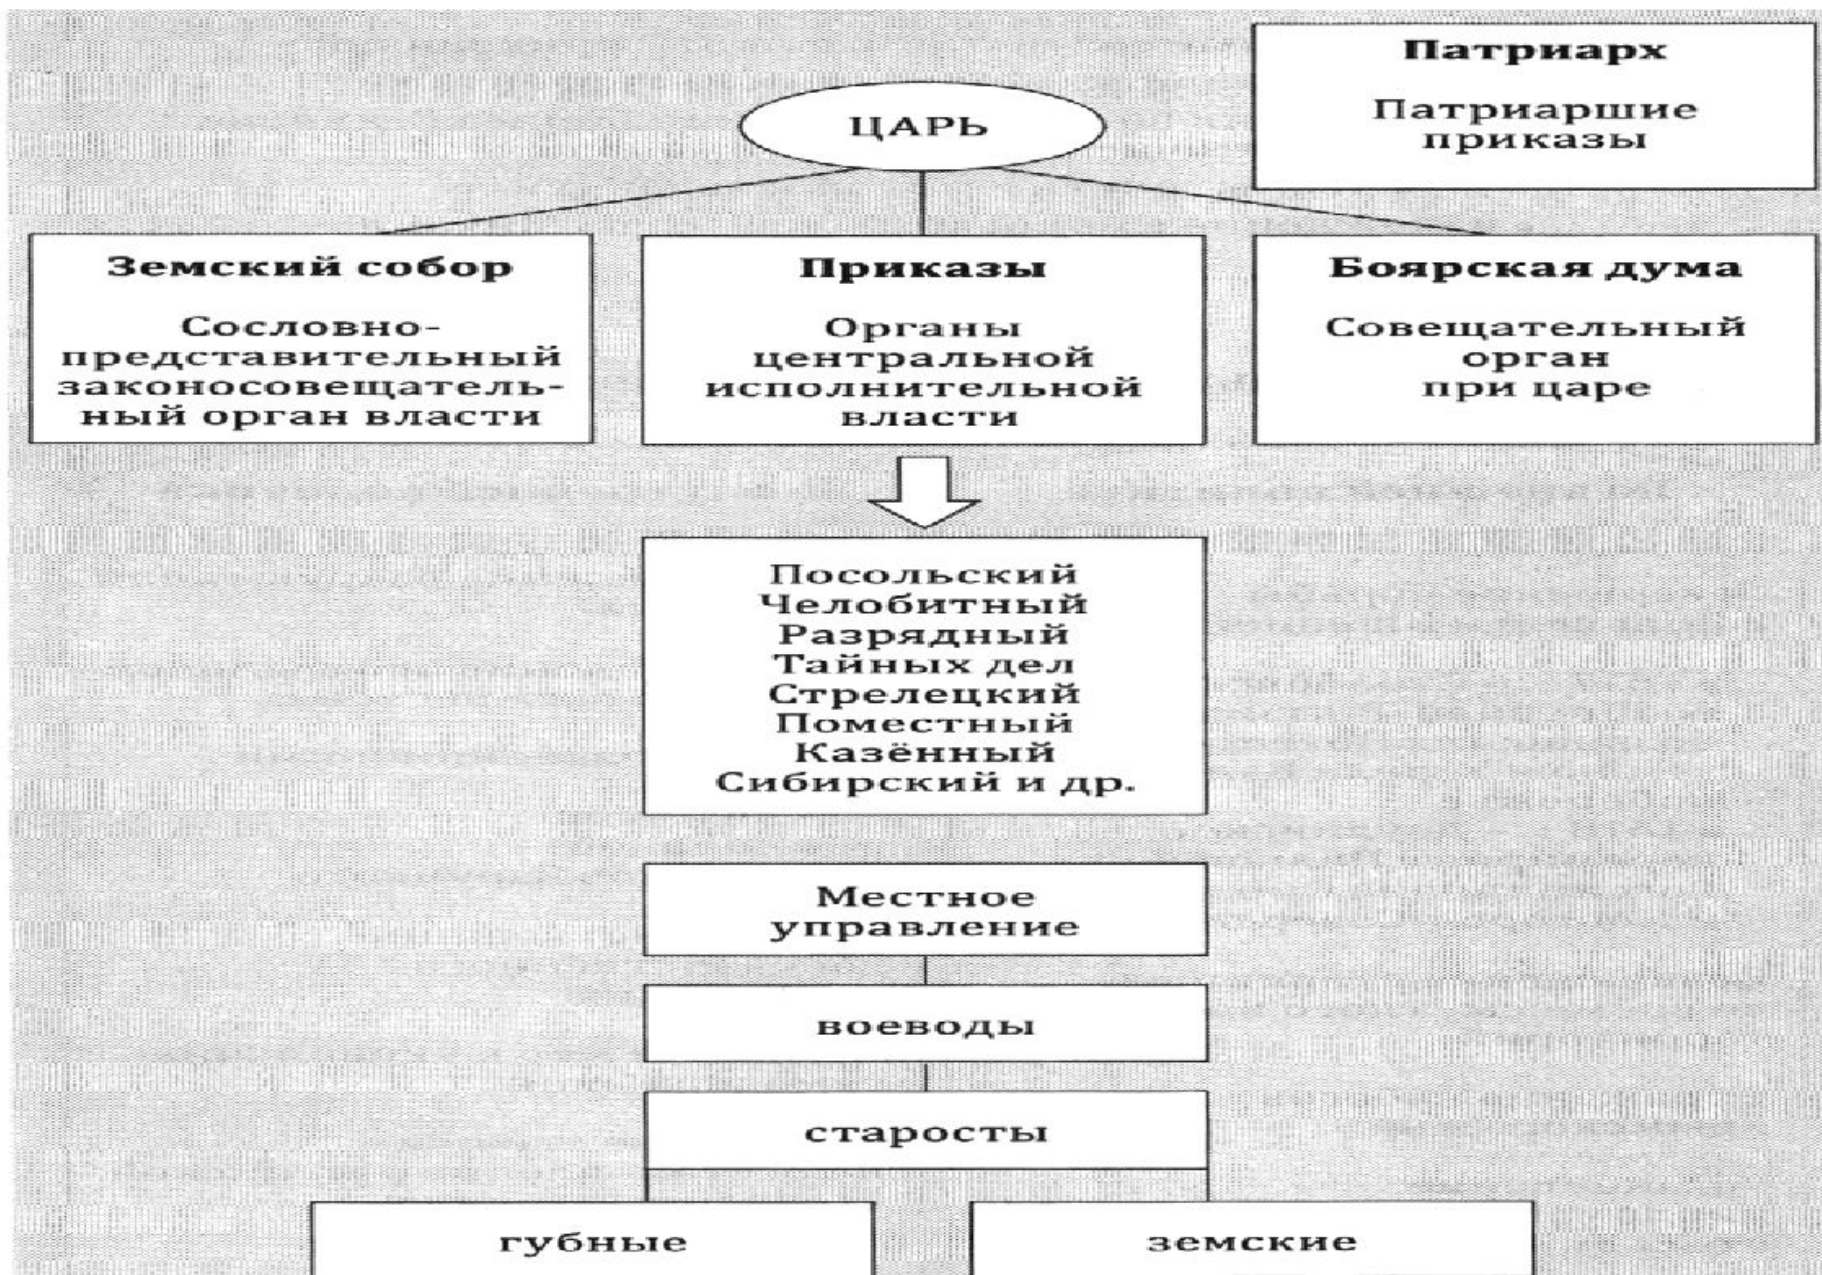 Патриарх
Патриаршие
приказы
ЦАРЬ
Земский собор
Сословно-
представительный
законосовещатель-
ный орган власти
Приказы
Органы
центральной
исполнительной
власти
Боярская дума
Совещательный
орган
при царе
Посольский
Челобитный
Разрядный
Тайных дел
Стрелецкий
Поместный
Казённый
Сибирский и др.
Местное
управление
воеводы
старосты
губные
земские